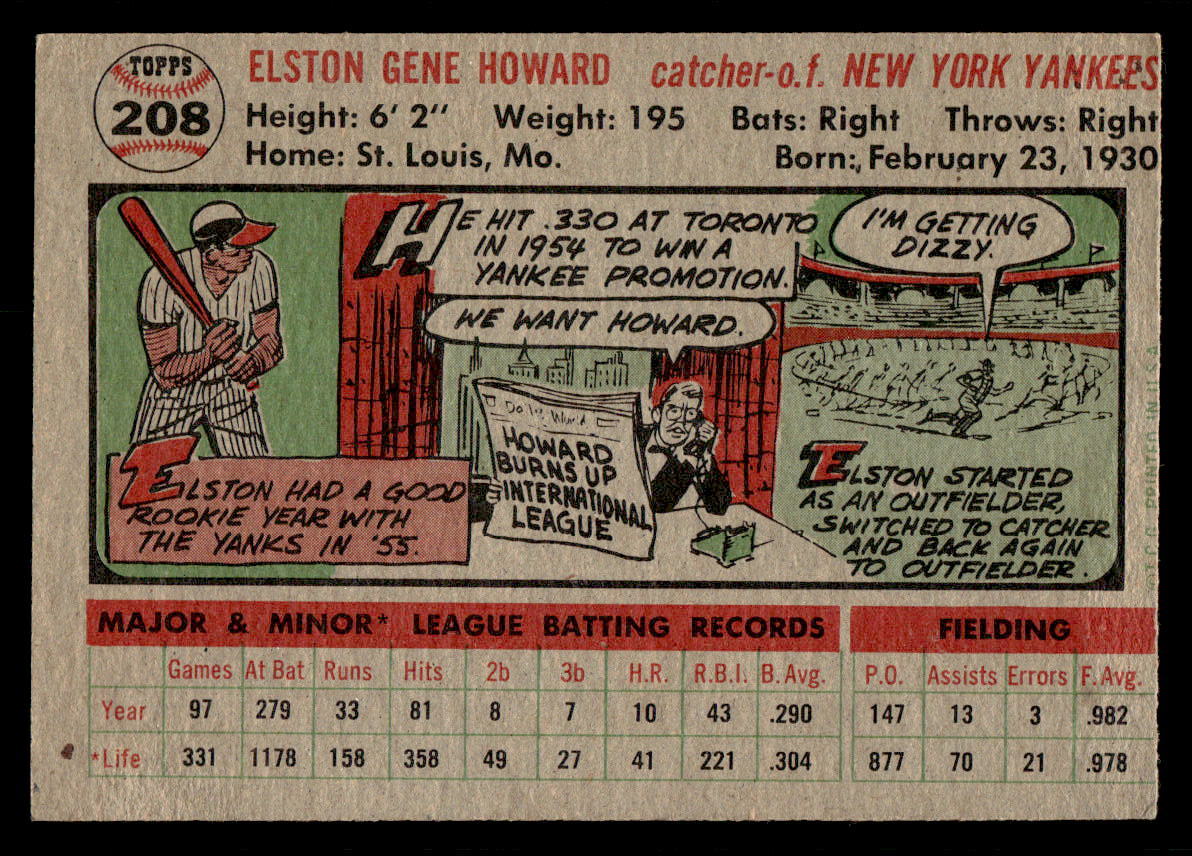 TOPPS
208
ELSTON GENE HOWARD catcher-o.f. NEW YORK YANKEES
Height: 6' 2" Weight: 195 Bats: Right Throws: Right
Home: St. Louis, Mo. Born: February 23, 1930
HE HIT .330 AT TORONTO
IN 1954 TO WIN A
YANKEE PROMOTION.
I'M GETTING
DIZZY.
WE WANT HOWARD.
HOWARD
BURNS UP
INTERNATIONAL
LEAGUE
ELSTON HAD A GOOD
ROOKIE YEAR WITH
THE YANKS IN '55.
ELSTON STARTED
AS AN OUTFIELDER,
SWITCHED TO CATCHER
AND BACK AGAIN
TO OUTFIELDER.
MAJOR & MINOR* LEAGUE BATTING RECORDS FIELDING
Games At Bat Runs Hits 2b 3b H.R. R.B.I. B. Avg. P.O. Assists Errors F. Avg.
Year 97 279 33 81 8 7 10 43 .290 147 13 3 .982
*Life 331 1178 158 358 49 27 41 221 .304 877 70 21 .978